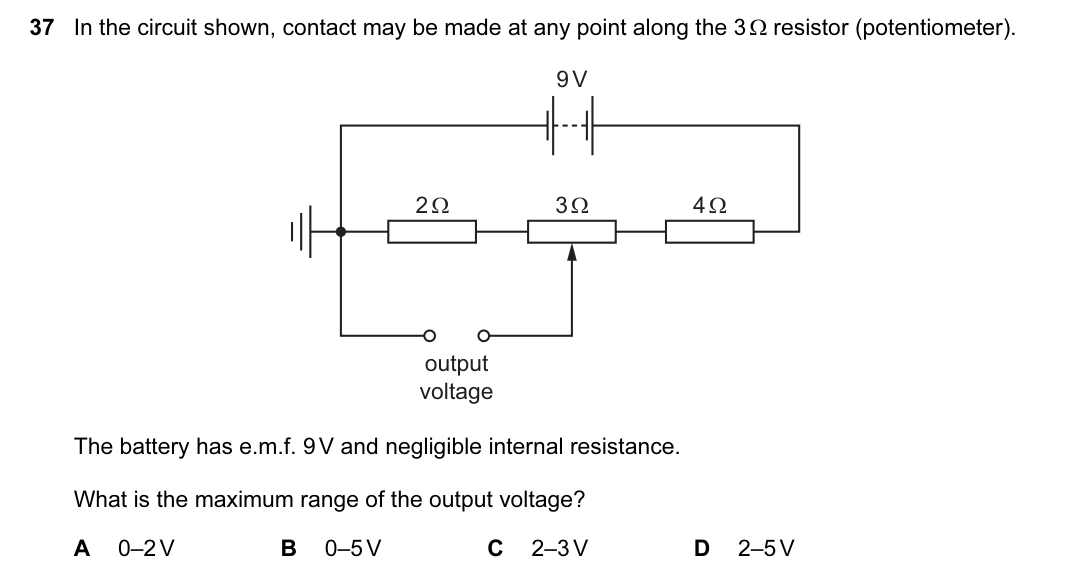 37 In the circuit shown, contact may be made at any point along the 3Ω resistor (potentiometer).
9V
2Ω 3Ω 4Ω
output
voltage
The battery has e.m.f. 9V and negligible internal resistance.
What is the maximum range of the output voltage?
A 0–2V B 0–5V C 2–3V D 2–5V